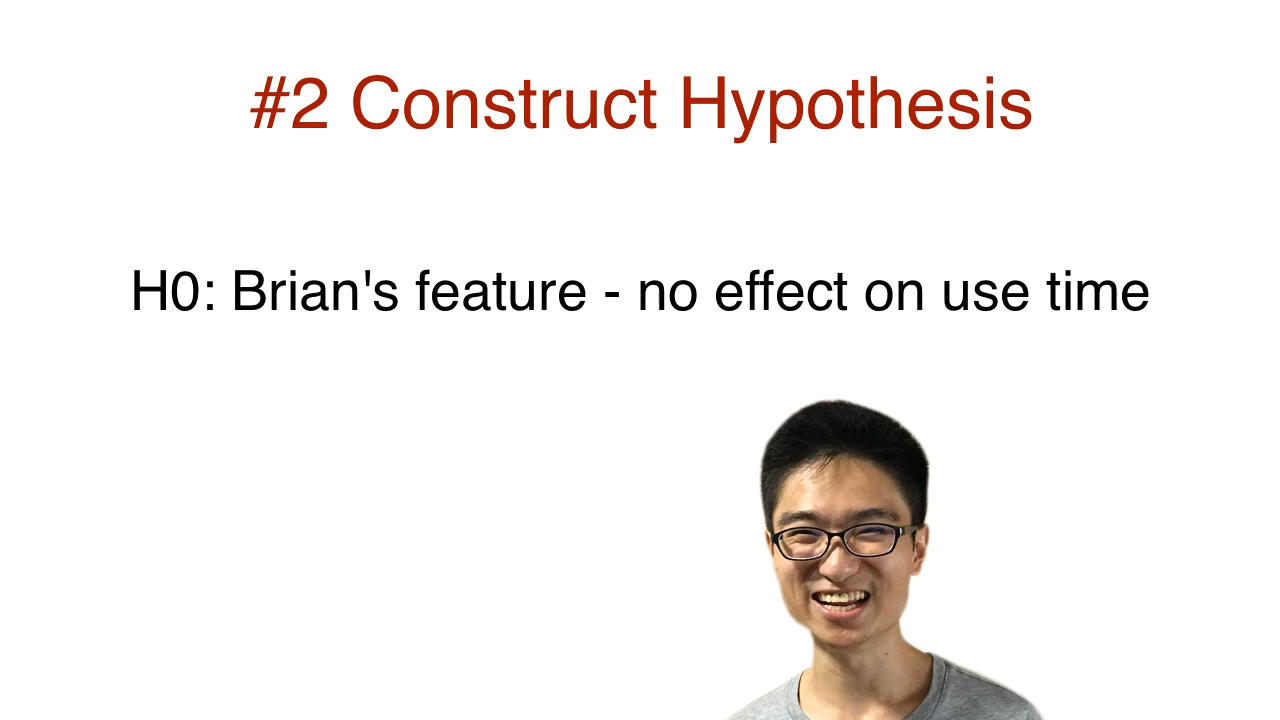 #2 Construct Hypothesis
H0: Brian's feature - no effect on use time